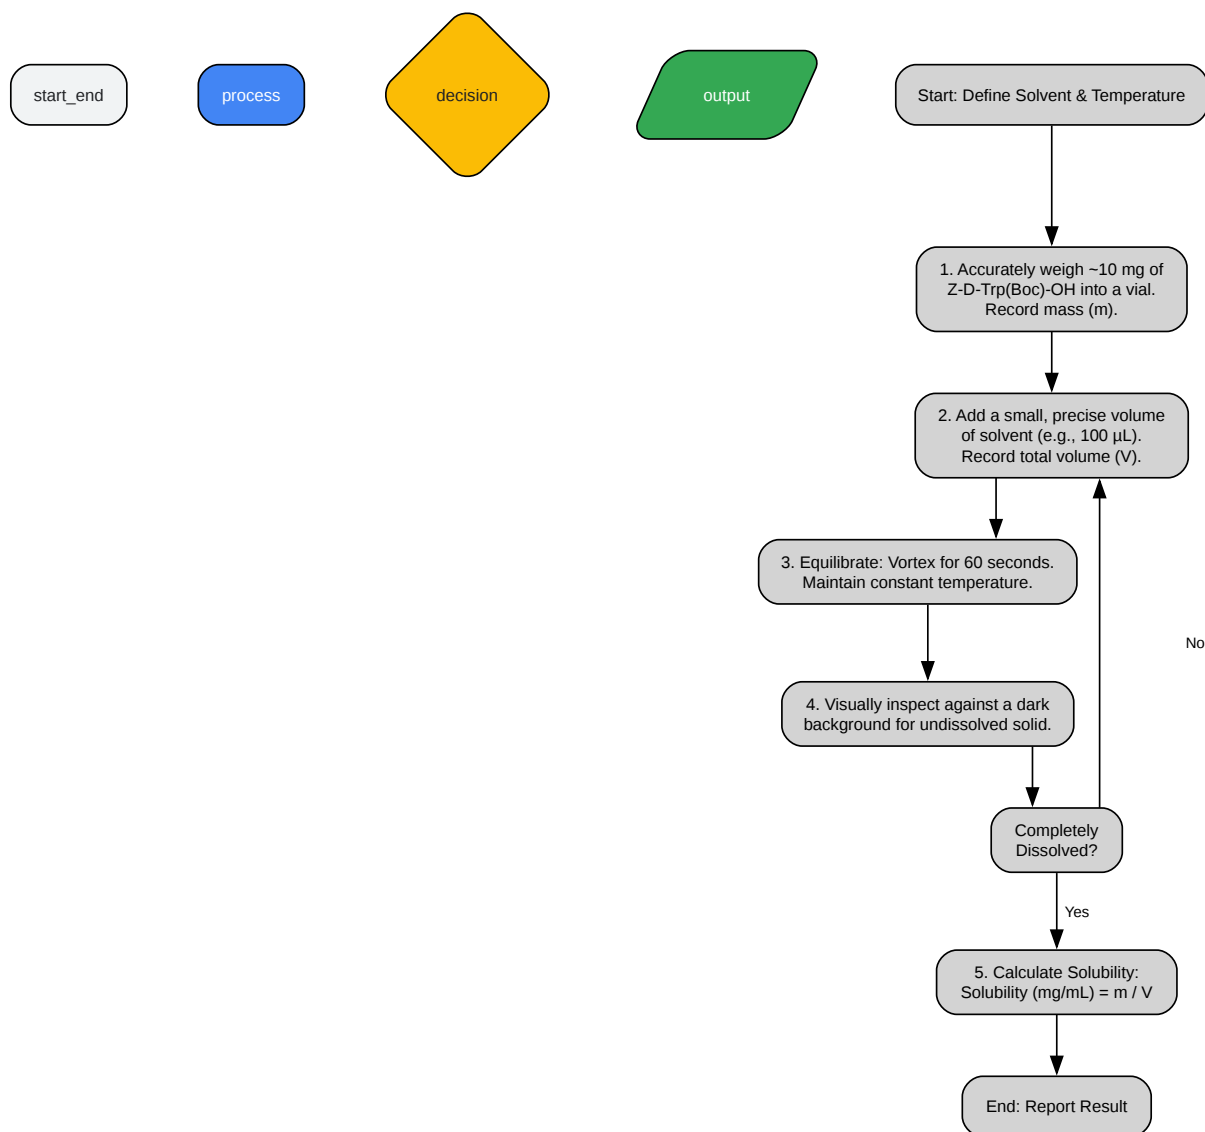 start_end
process
decision
output
Start: Define Solvent & Temperature
1. Accurately weigh ~10 mg of
Z-D-Trp(Boc)-OH into a vial.
Record mass (m).
2. Add a small, precise volume
of solvent (e.g., 100 µL).
Record total volume (V).
3. Equilibrate: Vortex for 60 seconds.
Maintain constant temperature.
No
4. Visually inspect against a dark
background for undissolved solid.
Completely
Dissolved?
Yes
5. Calculate Solubility:
Solubility (mg/mL) = m / V
End: Report Result